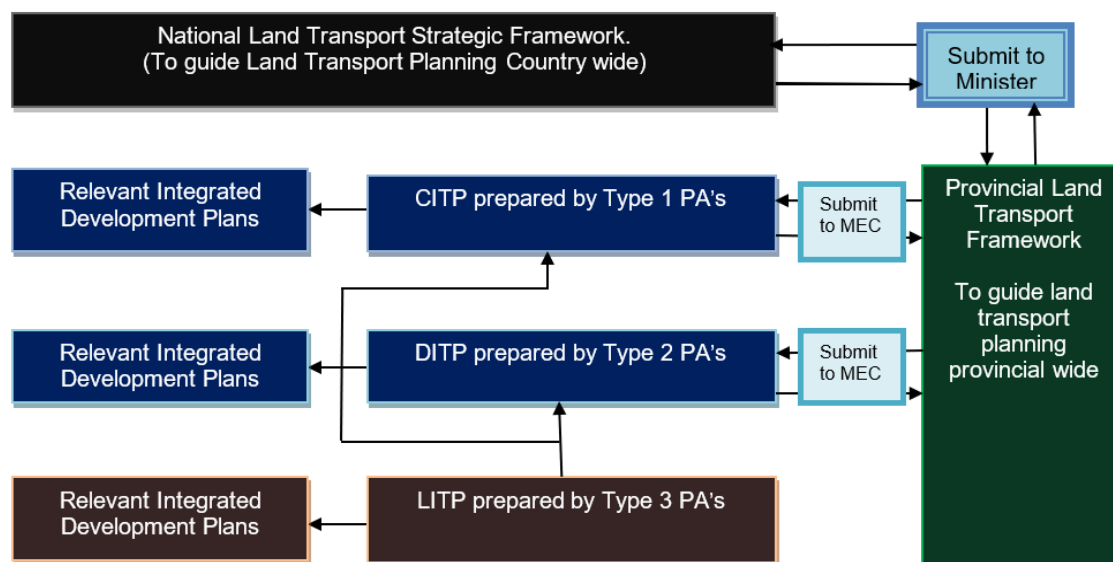 National Land Transport Strategic Framework.
(To guide Land Transport Planning Country wide)
Submit to
Minister
Relevant Integrated
Development Plans
CITP prepared by Type 1 PA's
Submit
to MEC
Provincial Land
Transport
Framework
To guide land
transport
planning
provincial wide
Relevant Integrated
Development Plans
DITP prepared by Type 2 PA's
Submit
to MEC
Relevant Integrated
Development Plans
LITP prepared by Type 3 PA's